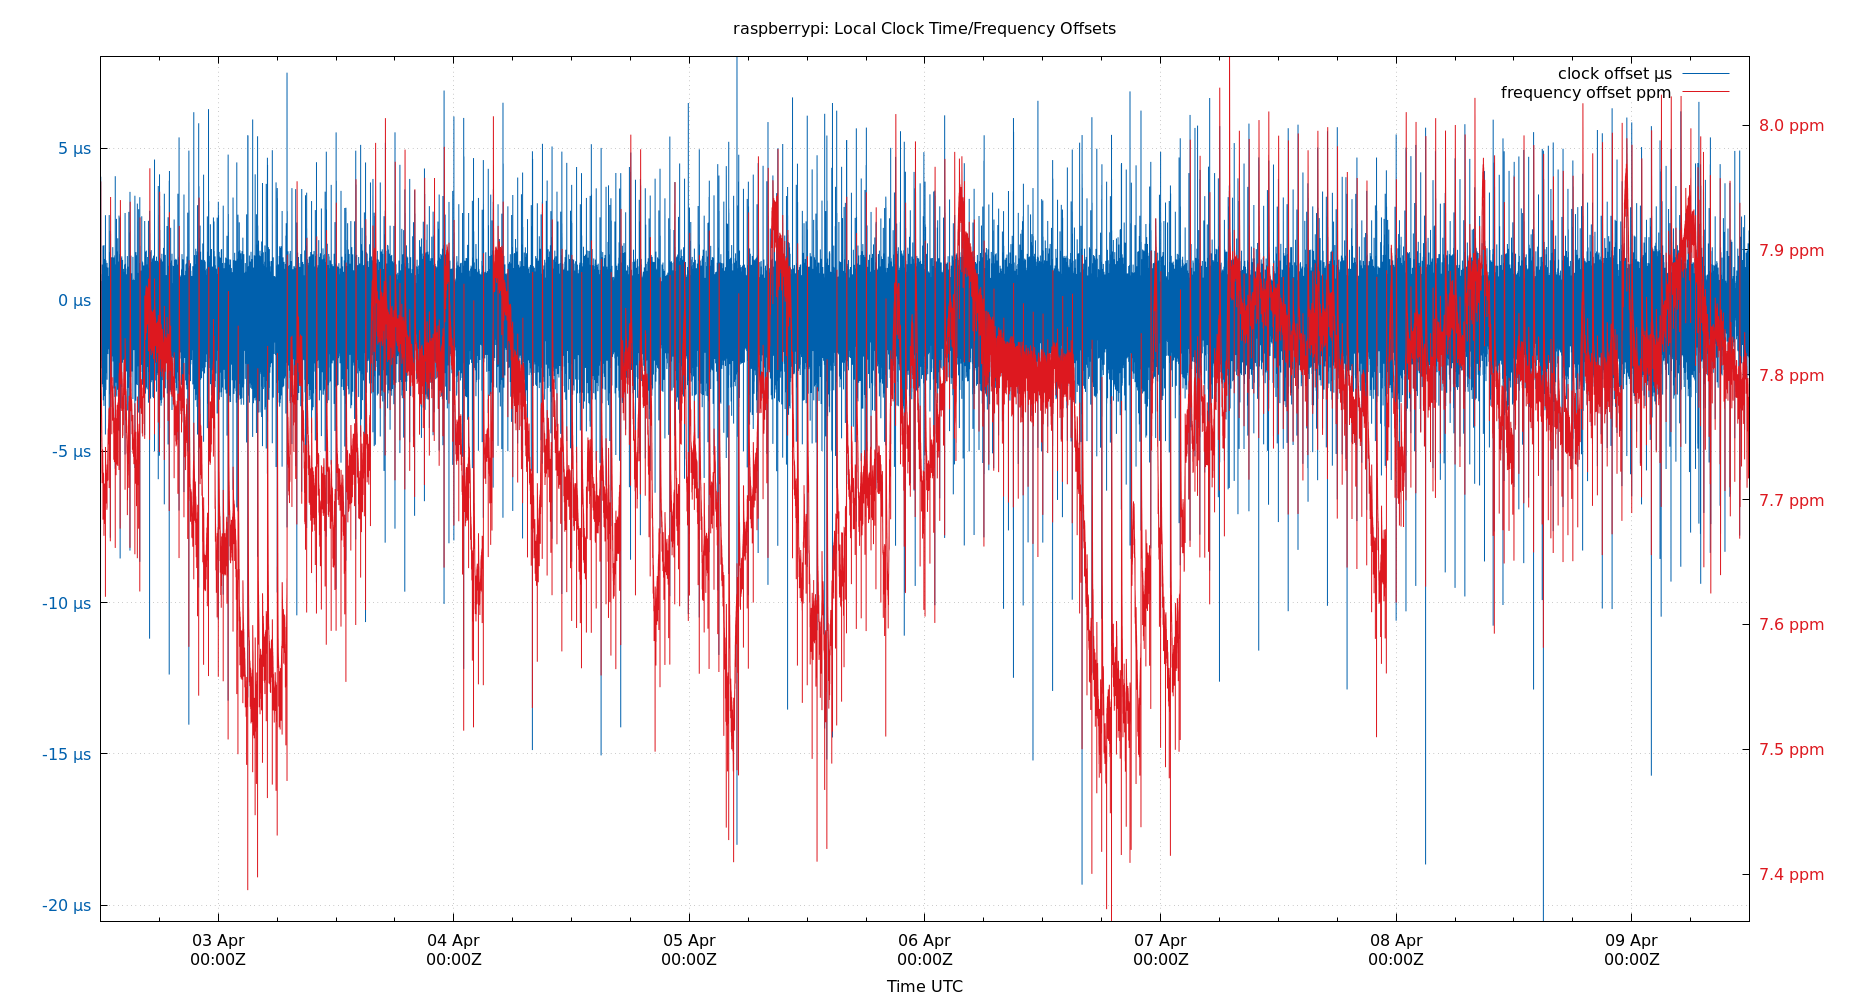 raspberrypi: Local Clock Time/Frequency Offsets
clock offset µs
frequency offset ppm
5 µs
0 µs
-5 µs
-10 µs
-15 µs
-20 µs
8.0 ppm
7.9 ppm
7.8 ppm
7.7 ppm
7.6 ppm
7.5 ppm
7.4 ppm
03 Apr 04 Apr 05 Apr 06 Apr 07 Apr 08 Apr 09 Apr
00:00Z 00:00Z 00:00Z 00:00Z 00:00Z 00:00Z 00:00Z
Time UTC